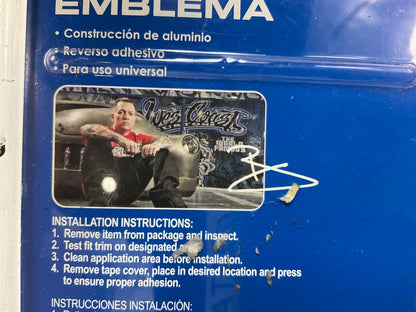 EMBLEMA
• Construcción de aluminio
• Reverso adhesivo
• Para uso universal
West Coast
INSTALLATION INSTRUCTIONS:
1. Remove item from package and inspect.
2. Test fit trim on designated area.
3. Clean application area before installation.
4. Remove tape cover, place in desired location and press
to ensure proper adhesion.
INSTRUCCIONES INSTALACIÓN: